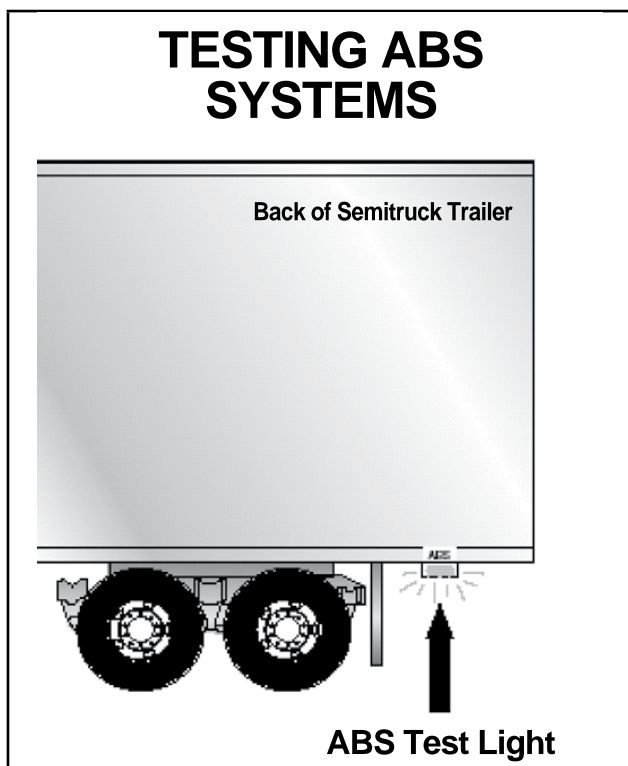 TESTING ABS
SYSTEMS
Back of Semitruck Trailer
ABS
ABS Test Light